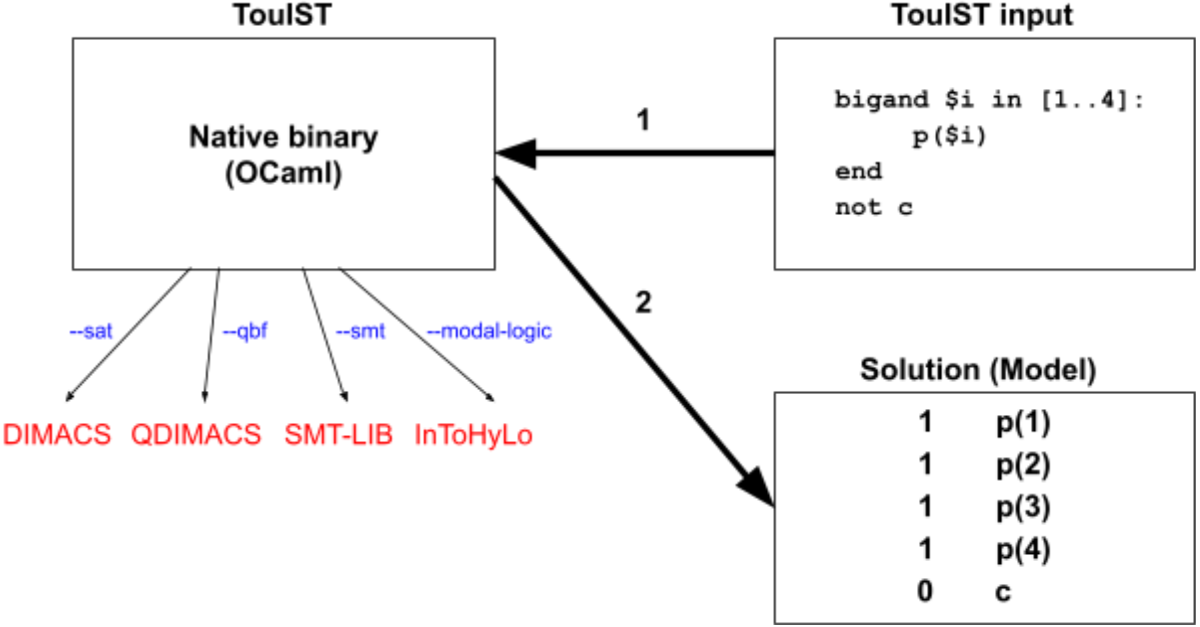 TouIST
Native binary
(OCaml)
--sat
--qbf
--smt
--modal-logic
DIMACS
QDIMACS
SMT-LIB
InToHyLo
1
2
TouIST input
bigand $i in [1..4]:
p($i)
end
not c
Solution (Model)
1 p(1)
1 p(2)
1 p(3)
1 p(4)
0 c